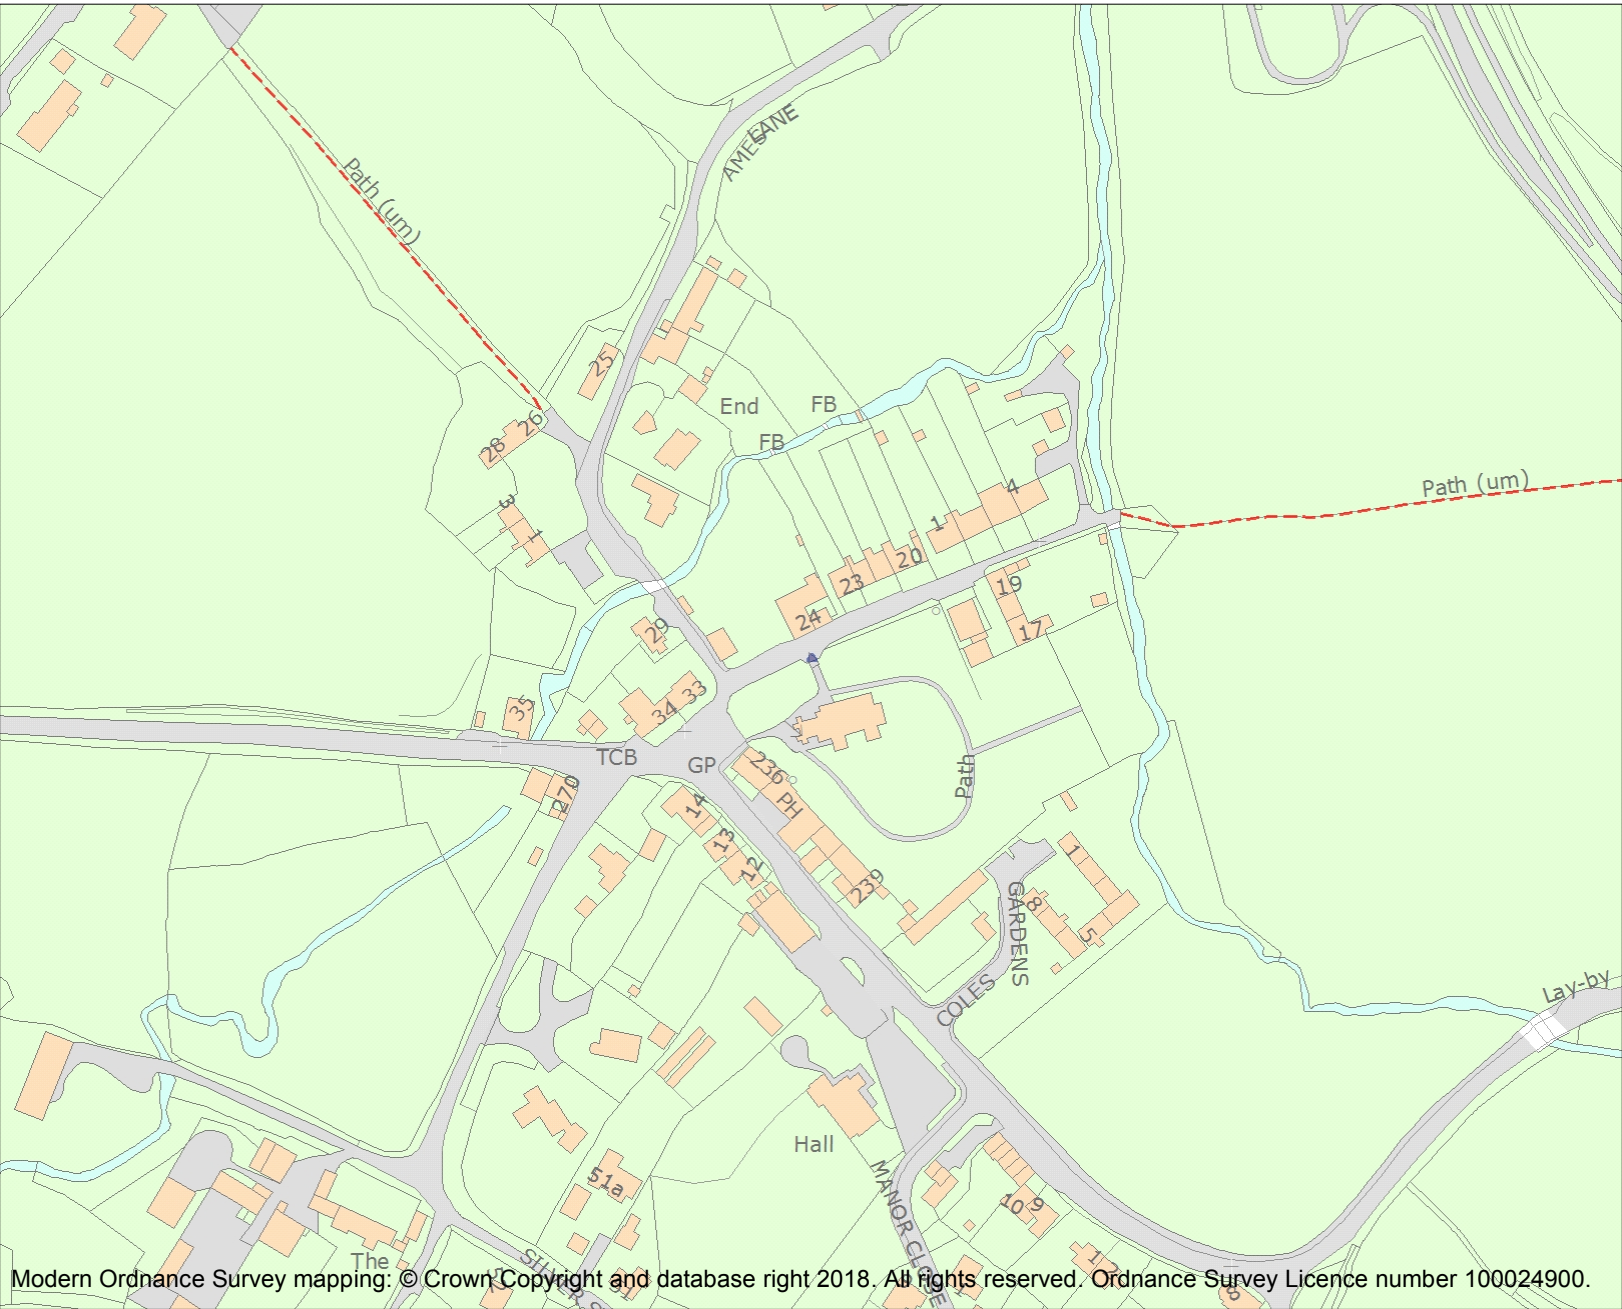 AMES LANE
Path (um)
25
End
FB
FB
26
28
3
1
4
Path (um)
1
20
23
24
19
17
29
33
34
35
TCB
GP
236
PH
Path
270
14
13
12
239
1
8
5
GARDENS
COLES
Lay-by
Hall
MANOR CLOSE
51a
10
9
The
SILVER S
Modern Ordnance Survey mapping: © Crown Copyright and database right 2018. All rights reserved. Ordnance Survey Licence number 100024900.